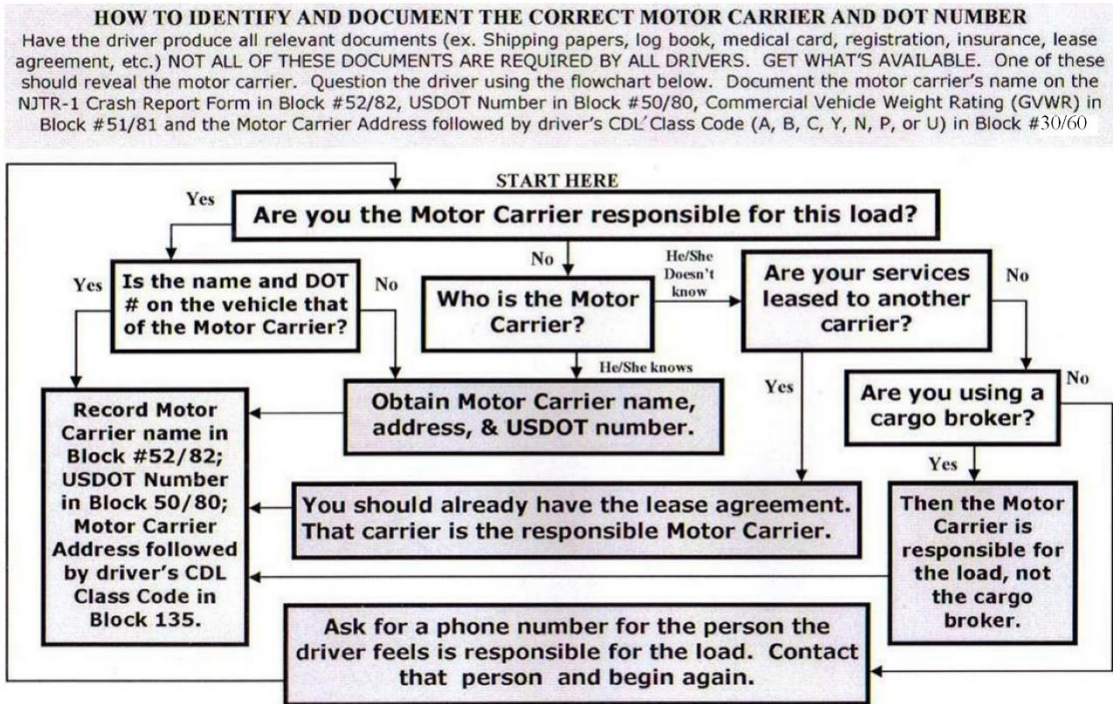 HOW TO IDENTIFY AND DOCUMENT THE CORRECT MOTOR CARRIER AND DOT NUMBER
Have the driver produce all relevant documents (ex. Shipping papers, log book, medical card, registration, insurance, lease
agreement, etc.) NOT ALL OF THESE DOCUMENTS ARE REQUIRED BY ALL DRIVERS. GET WHAT'S AVAILABLE. One of these
should reveal the motor carrier. Question the driver using the flowchart below. Document the motor carrier's name on the
NJTR-1 Crash Report Form in Block #52/82, USDOT Number in Block #50/80, Commercial Vehicle Weight Rating (GVWR) in
Block #51/81 and the Motor Carrier Address followed by driver's CDL Class Code (A, B, C, Y, N, P, or U) in Block #30/60
START HERE
Are you the Motor Carrier responsible for this load?
Yes
No
Is the name and DOT
# on the vehicle that
of the Motor Carrier?
Yes
No
Who is the Motor
Carrier?
He/She
Doesn't
know
He/She knows
Are your services
leased to another
carrier?
No
Yes
Obtain Motor Carrier name,
address, & USDOT number.
Are you using a
cargo broker?
No
Yes
Record Motor
Carrier name in
Block #52/82;
USDOT Number
in Block 50/80;
Motor Carrier
Address followed
by driver's CDL
Class Code in
Block 135.
You should already have the lease agreement.
That carrier is the responsible Motor Carrier.
Then the Motor
Carrier is
responsible for
the load, not
the cargo
broker.
Ask for a phone number for the person the
driver feels is responsible for the load. Contact
that person and begin again.